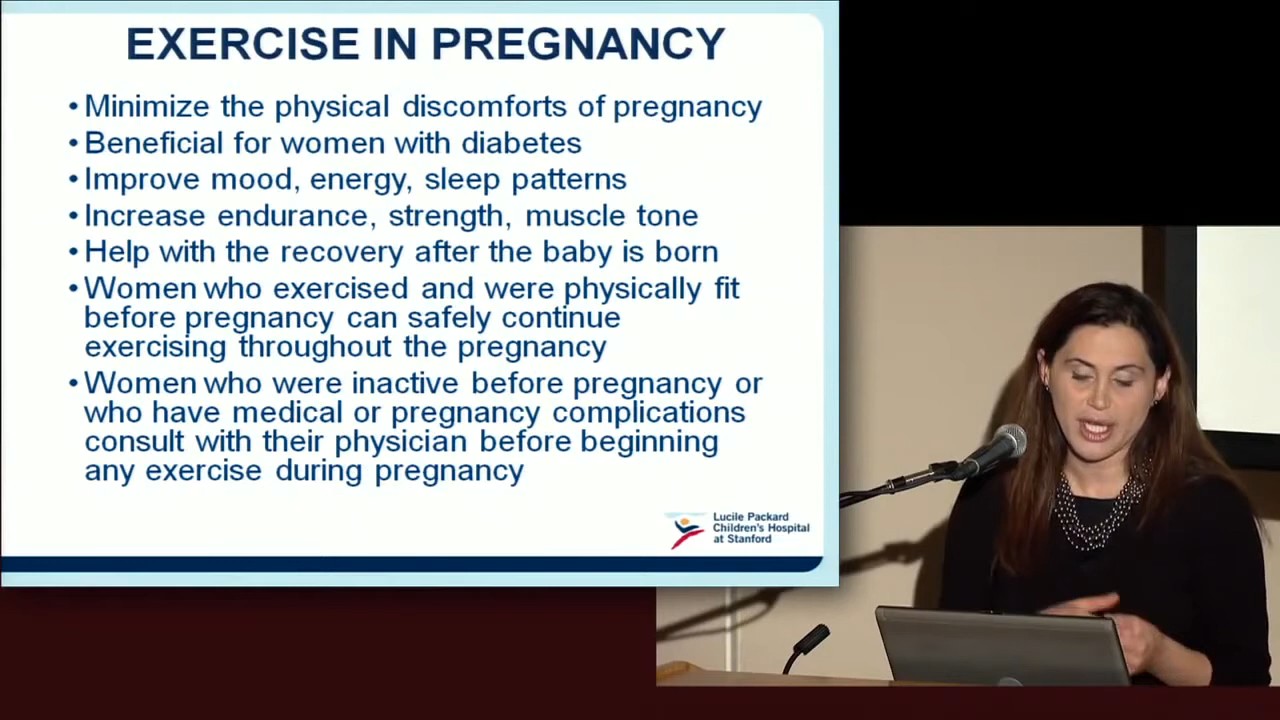 EXERCISE IN PREGNANCY
• Minimize the physical discomforts of pregnancy
• Beneficial for women with diabetes
• Improve mood, energy, sleep patterns
• Increase endurance, strength, muscle tone
• Help with the recovery after the baby is born
• Women who exercised and were physically fit
before pregnancy can safely continue
exercising throughout the pregnancy
• Women who were inactive before pregnancy or
who have medical or pregnancy complications
consult with their physician before beginning
any exercise during pregnancy
Lucile Packard
Children's Hospital
at Stanford